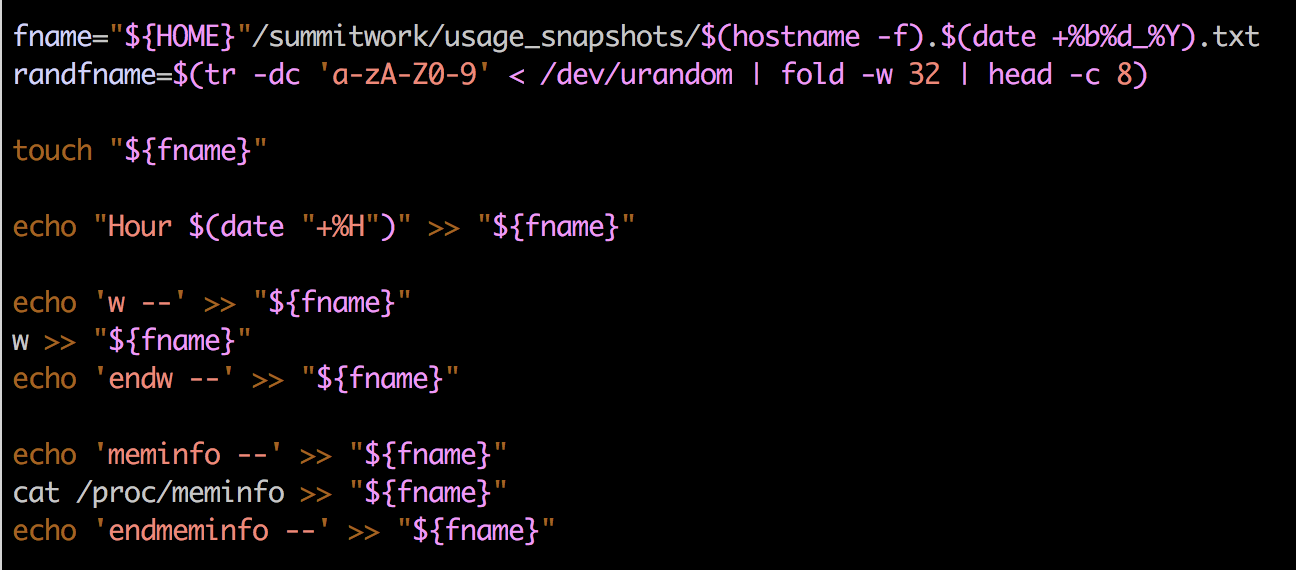 fname="${HOME}"/summitwork/usage_snapshots/$(hostname -f).$(date +%b%d_%Y).txt
randfname=$(tr -dc 'a-zA-Z0-9' < /dev/urandom | fold -w 32 | head -c 8)
touch "${fname}"
echo "Hour $(date "+%H")" >> "${fname}"
echo 'w --' >> "${fname}"
w >> "${fname}"
echo 'endw --' >> "${fname}"
echo 'meminfo --' >> "${fname}"
cat /proc/meminfo >> "${fname}"
echo 'endmeminfo --' >> "${fname}"